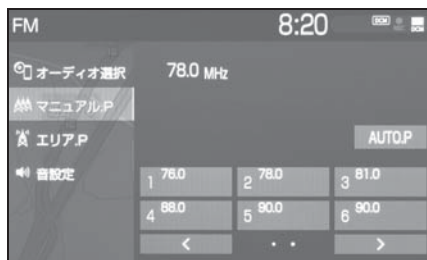 FM 8:20 DCM DCM
オーディオ選択 78.0 MHz
マニュアル.P
エリア.P AUTO.P
音設定
1 76.0 2 78.0 3 81.0
4 88.0 5 90.0 6 90.0